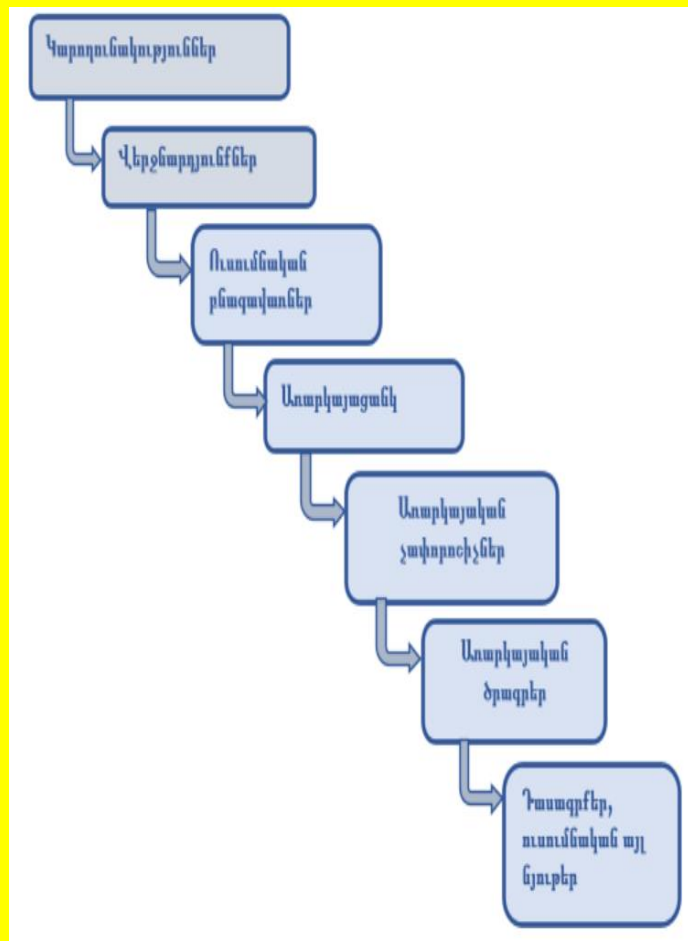 Կարողունակություններ
Վերջնարդյունքներ
Ուսումնական
բնագավառներ
Առարկայացանկ
Առարկայական
չափորոշիչներ
Առարկայական
ծրագրեր
Դասագրքեր,
ուսումնական այլ
նյութեր